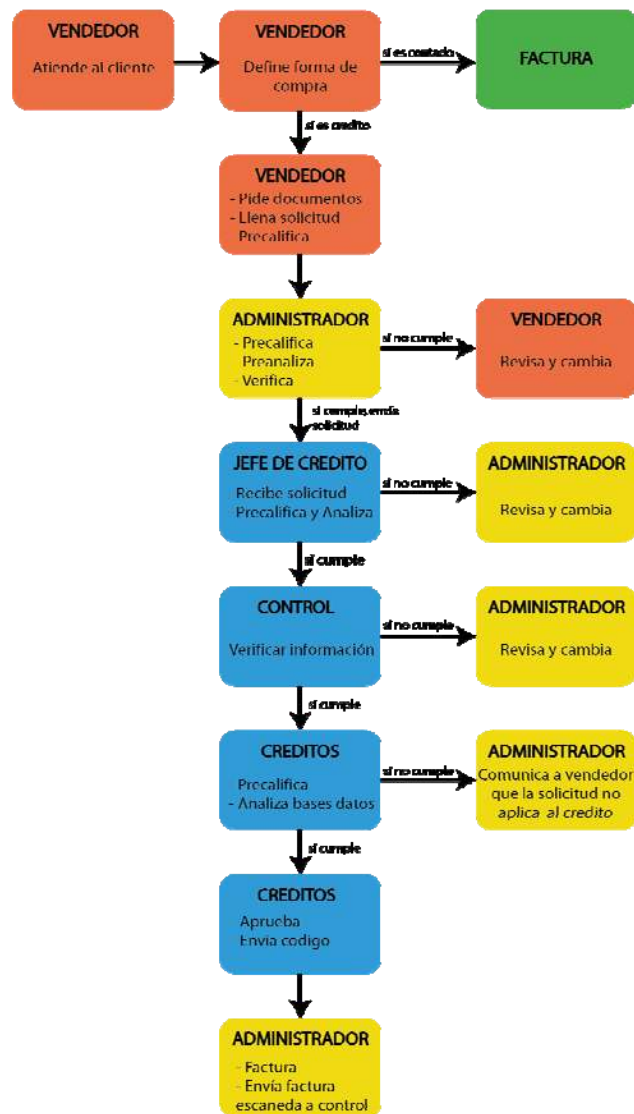 VENDEDOR
Atiende al cliente
VENDEDOR
Define forma de
compra
si es contado
FACTURA
si es credito
VENDEDOR
- Pide documentos
- Llena solicitud
Precalifica
ADMINISTRADOR
- Precalifica
Preanaliza
- Verifica
si no cumple
VENDEDOR
Revisa y cambia
si cumple, envía
solicitud
JEFE DE CREDITO
Recibe solicitud
Precalifica y Analiza
si no cumple
ADMINISTRADOR
Revisa y cambia
si cumple
CONTROL
Verificar información
si no cumple
ADMINISTRADOR
Revisa y cambia
si cumple
CREDITOS
Precalifica
- Analiza bases datos
si no cumple
ADMINISTRADOR
Comunica a vendedor
que la solicitud no
aplica al credito
si cumple
CREDITOS
Aprueba
Envía codigo
ADMINISTRADOR
- Factura
- Envía factura
escaneda a control